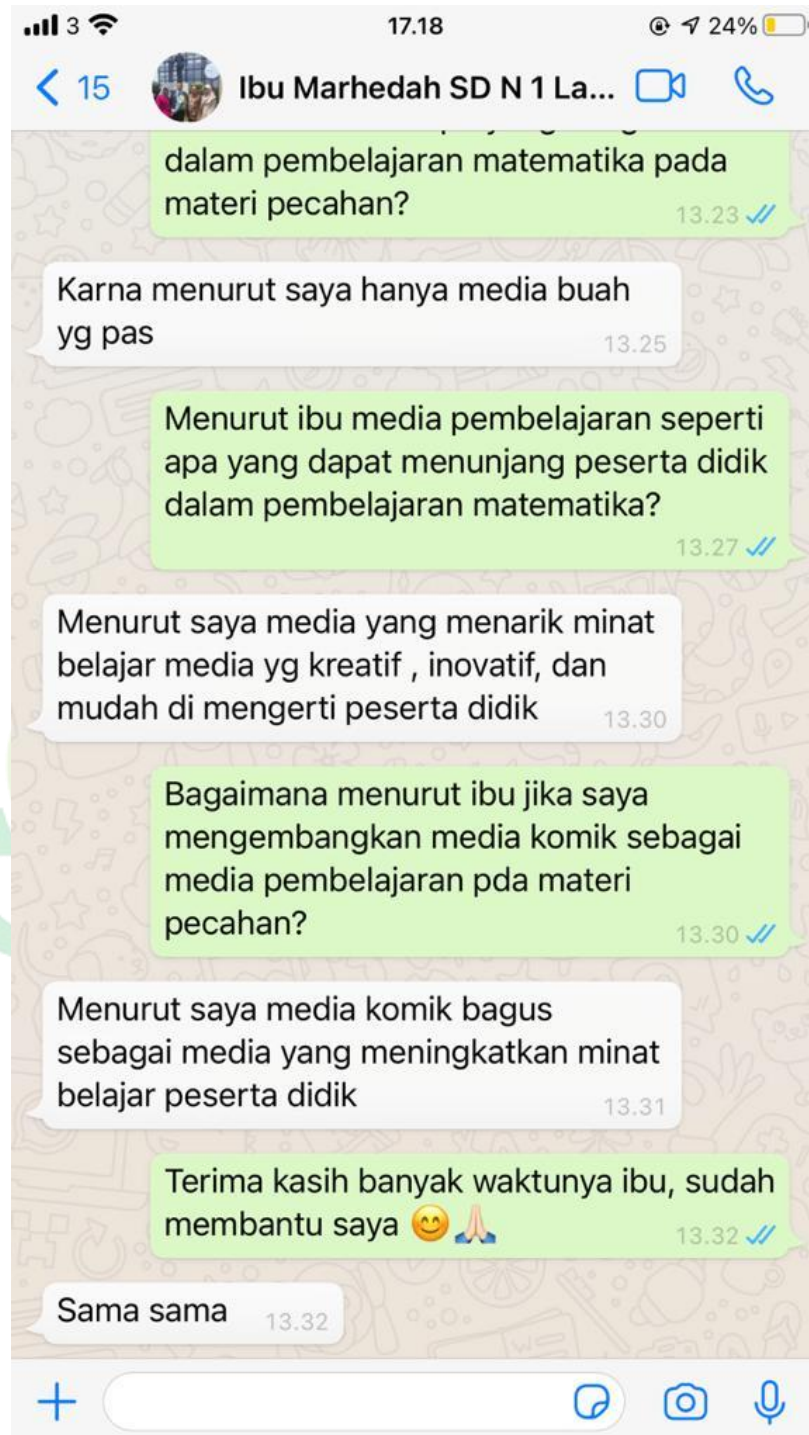 3
17.18
24%
15
Ibu Marhedah SD N 1 La...
dalam pembelajaran matematika pada
materi pecahan?
13.23
Karna menurut saya hanya media buah
yg pas
13.25
Menurut ibu media pembelajaran seperti
apa yang dapat menunjang peserta didik
dalam pembelajaran matematika?
13.27
Menurut saya media yang menarik minat
belajar media yg kreatif , inovatif, dan
mudah di mengerti peserta didik
13.30
Bagaimana menurut ibu jika saya
mengembangkan media komik sebagai
media pembelajaran pda materi
pecahan?
13.30
Menurut saya media komik bagus
sebagai media yang meningkatkan minat
belajar peserta didik
13.31
Terima kasih banyak waktunya ibu, sudah
membantu saya 😊🙏🏻
13.32
Sama sama
13.32